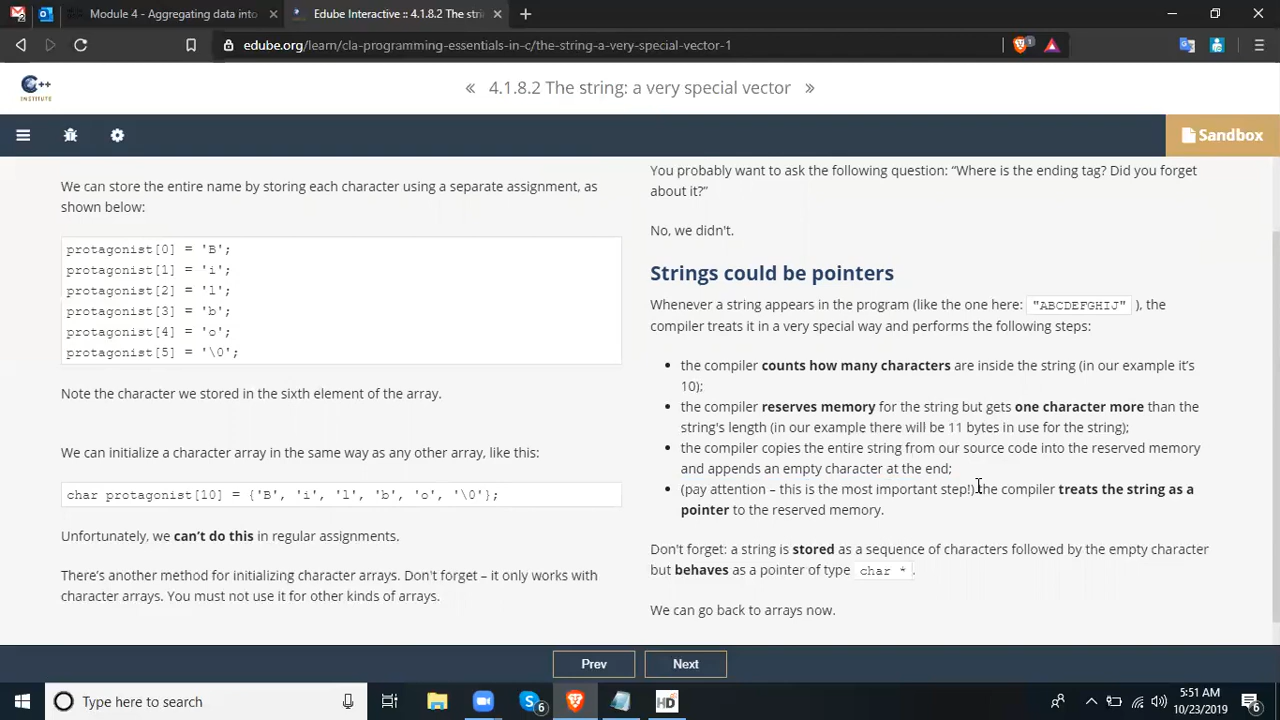 Module 4 - Aggregating data into
Edube Interactive :: 4.1.8.2 The stri
edube.org/learn/cla-programming-essentials-in-c/the-string-a-very-special-vector-1
C++
INSTITUTE
« 4.1.8.2 The string: a very special vector »
Sandbox
We can store the entire name by storing each character using a separate assignment, as
shown below:
protagonist[0] = 'B';
protagonist[1] = 'i';
protagonist[2] = 'l';
protagonist[3] = 'b';
protagonist[4] = 'o';
protagonist[5] = '\0';
Note the character we stored in the sixth element of the array.
We can initialize a character array in the same way as any other array, like this:
char protagonist[10] = {'B', 'i', 'l', 'b', 'o', '\0'};
Unfortunately, we can't do this in regular assignments.
There's another method for initializing character arrays. Don't forget – it only works with
character arrays. You must not use it for other kinds of arrays.
You probably want to ask the following question: “Where is the ending tag? Did you forget
about it?”
No, we didn't.
Strings could be pointers
Whenever a string appears in the program (like the one here: "ABCDEFGHIJ" ), the
compiler treats it in a very special way and performs the following steps:
• the compiler counts how many characters are inside the string (in our example it's
10);
• the compiler reserves memory for the string but gets one character more than the
string's length (in our example there will be 11 bytes in use for the string);
• the compiler copies the entire string from our source code into the reserved memory
and appends an empty character at the end;
• (pay attention – this is the most important step!) the compiler treats the string as a
pointer to the reserved memory.
Don't forget: a string is stored as a sequence of characters followed by the empty character
but behaves as a pointer of type char * .
We can go back to arrays now.
Prev
Next
Type here to search
6
HD
5:51 AM
10/23/2019
6